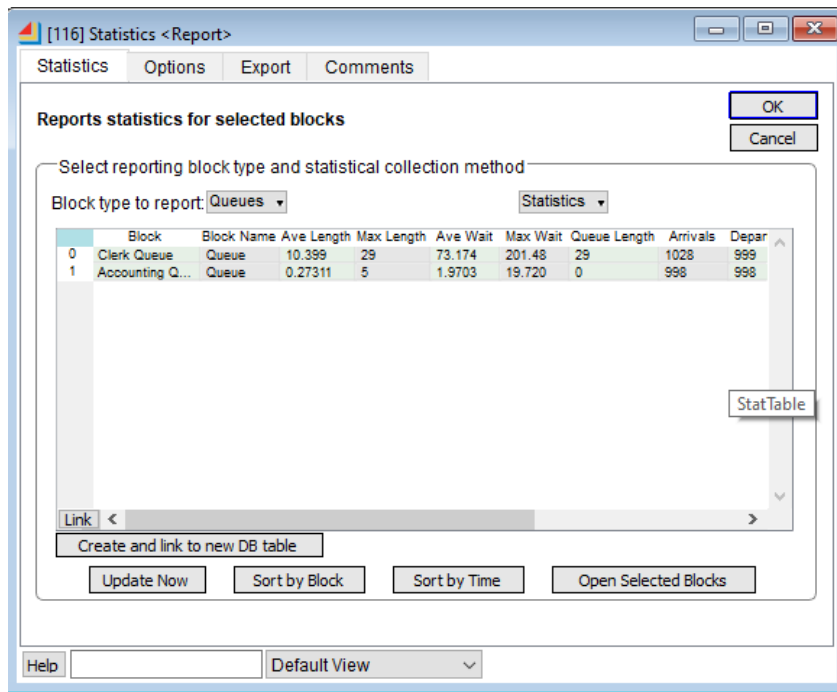 [116] Statistics <Report>
Statistics Options Export Comments
Reports statistics for selected blocks
OK
Cancel
Select reporting block type and statistical collection method
Block type to report: Queues Statistics
Block Block Name Ave Length Max Length Ave Wait Max Wait Queue Length Arrivals Depar
0 Clerk Queue Queue 10.399 29 73.174 201.48 29 1028 999
1 Accounting Q... Queue 0.27311 5 1.9703 19.720 0 998 998
StatTable
Link
Create and link to new DB table
Update Now Sort by Block Sort by Time Open Selected Blocks
Help Default View